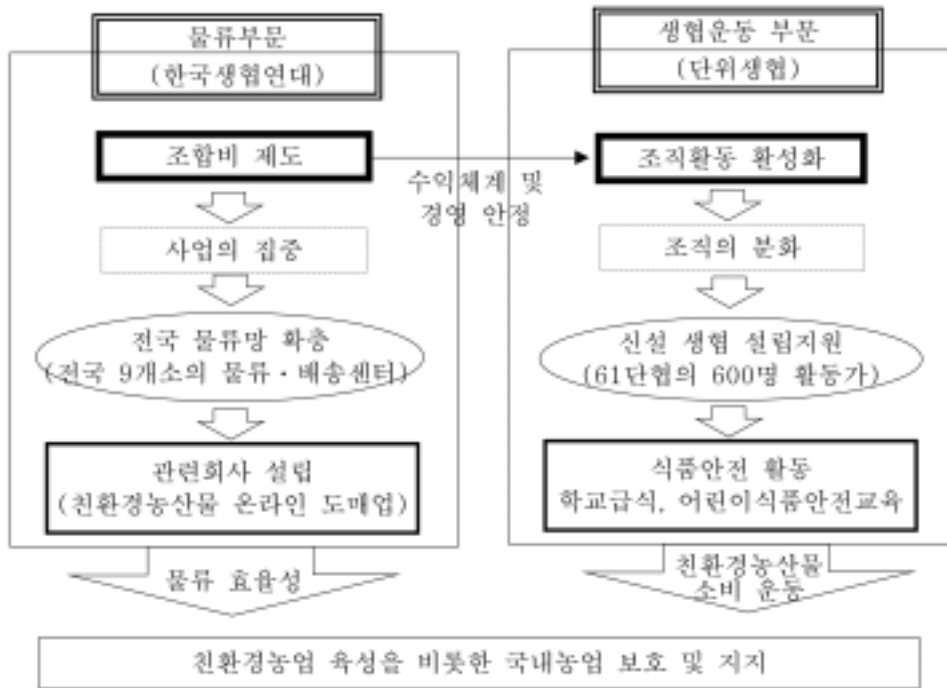 물류부문
(한국생협연대)
조합비 제도
사업의 집중
전국 물류망 확충
(전국 9개소의 물류·배송센터)
관련회사 설립
(친환경농산물 온라인 도매업)
물류 효율성
수익체계 및
경영 안정
생협운동 부문
(단위생협)
조직활동 활성화
조직의 분화
신설 생협 설립지원
(61단협의 600명 활동가)
식품안전 활동
학교급식, 어린이식품안전교육
친환경농산물
소비 운동
친환경농업 육성을 비롯한 국내농업 보호 및 지지